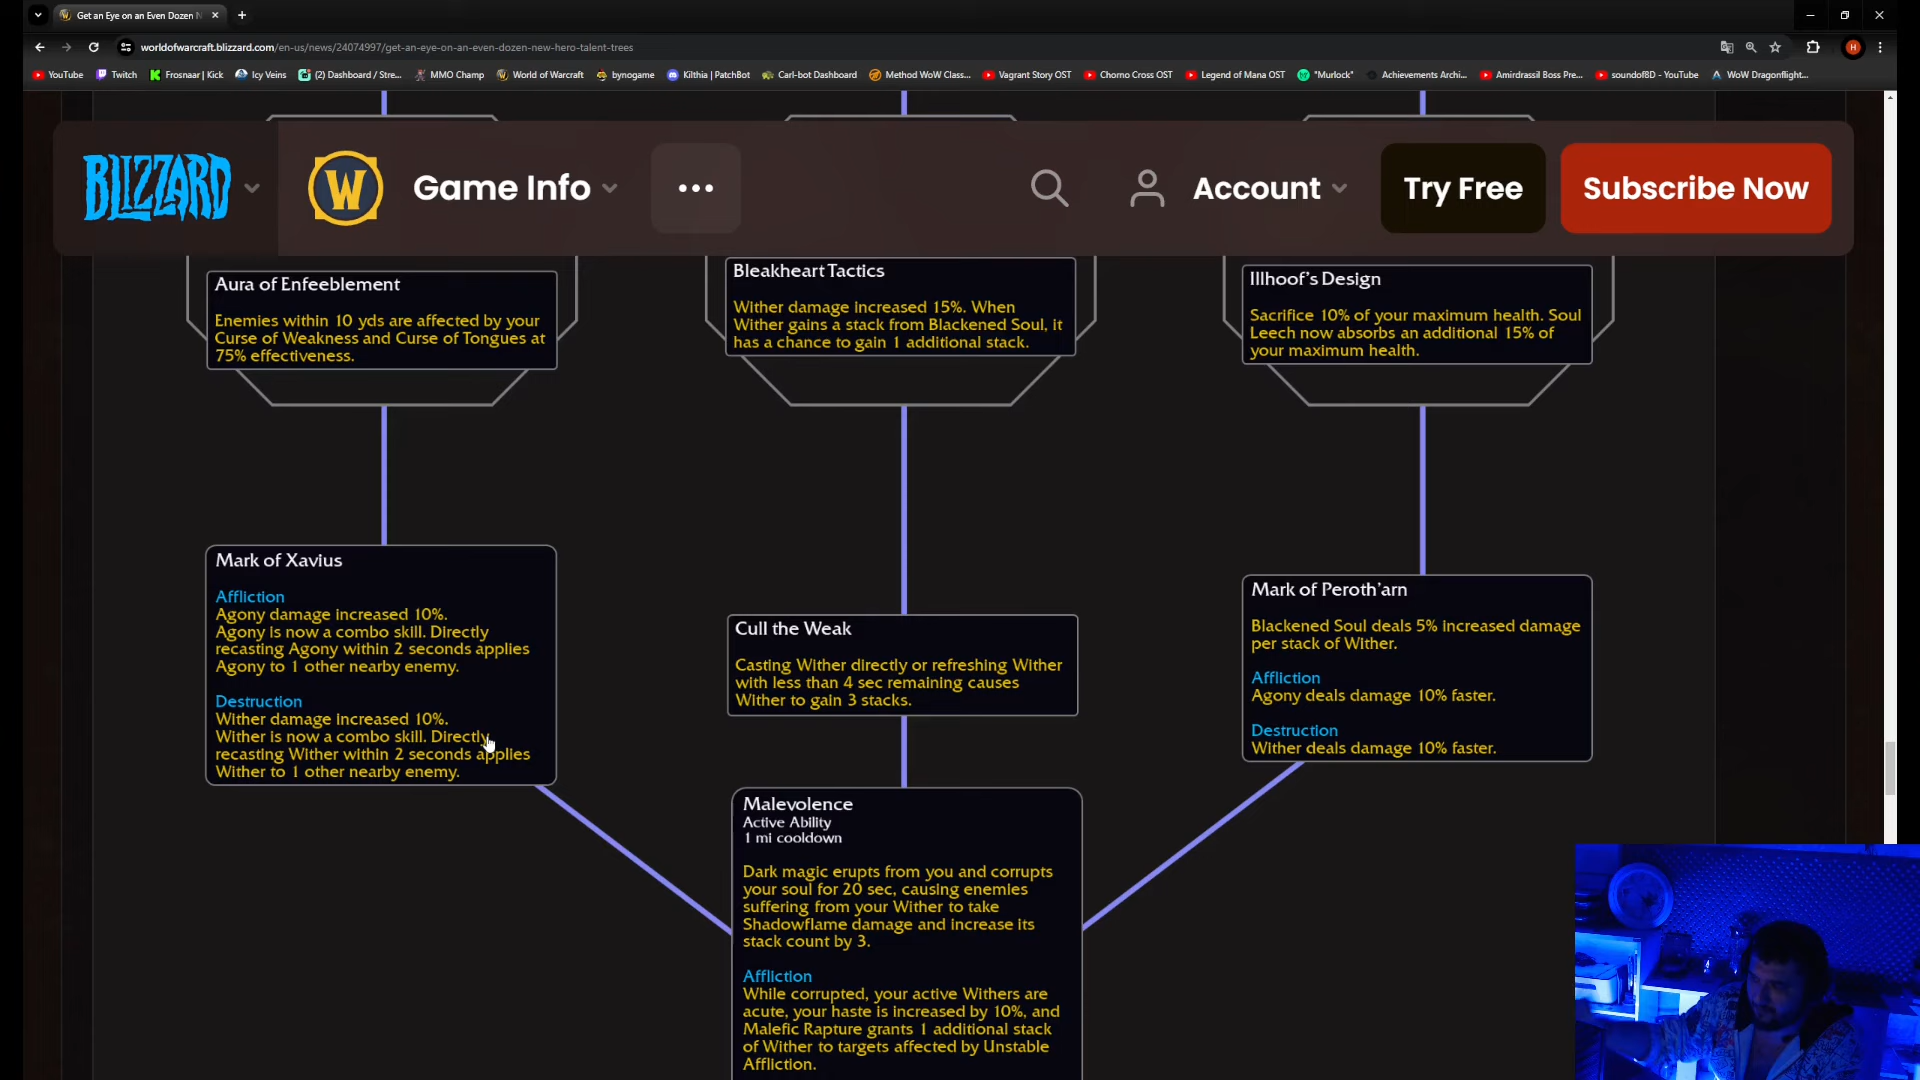 Get an Eye on an Even Dozen N
worldofwarcraft.blizzard.com/en-us/news/24074997/get-an-eye-on-an-even-dozen-new-hero-talent-trees
H
YouTube
Twitch
Frosnaar | Kick
Icy Veins
(2) Dashboard / Stre...
MMO Champ
World of Warcraft
bynogame
Kilthia | PatchBot
Carl-bot Dashboard
Method WoW Clas...
Vagrant Story OST
Chorno Cross OST
Legend of Mana OST
"Murlock"
Achievements Archi...
Amirdrassil Boss Pre...
soundofBD - YouTube
WoW Dragonflight...
BLIZZARD
W
Game Info
Account
Try Free
Subscribe Now
Aura of Enfeeblement
Enemies within 10 yds are affected by your
Curse of Weakness and Curse of Tongues at
75% effectiveness.
Bleakheart Tactics
Wither damage increased 15%. When
Wither gains a stack from Blackened Soul, it
has a chance to gain 1 additional stack.
Illhoof's Design
Sacrifice 10% of your maximum health. Soul
Leech now absorbs an additional 15% of
your maximum health.
Mark of Xavius
Affliction
Agony damage increased 10%.
Agony is now a combo skill. Directly
recasting Agony within 2 seconds applies
Agony to 1 other nearby enemy.
Destruction
Wither damage increased 10%.
Wither is now a combo skill. Directly
recasting Wither within 2 seconds applies
Wither to 1 other nearby enemy.
Cull the Weak
Casting Wither directly or refreshing Wither
with less than 4 sec remaining causes
Wither to gain 3 stacks.
Mark of Peroth'arn
Blackened Soul deals 5% increased damage
per stack of Wither.
Affliction
Agony deals damage 10% faster.
Destruction
Wither deals damage 10% faster.
Malevolence
Active Ability
1 mi cooldown
Dark magic erupts from you and corrupts
your soul for 20 sec, causing enemies
suffering from your Wither to take
Shadowflame damage and increase its
stack count by 3.
Affliction
While corrupted, your active Withers are
acute, your haste is increased by 10%, and
Malefic Rapture grants 1 additional stack
of Wither to targets affected by Unstable
Affliction.